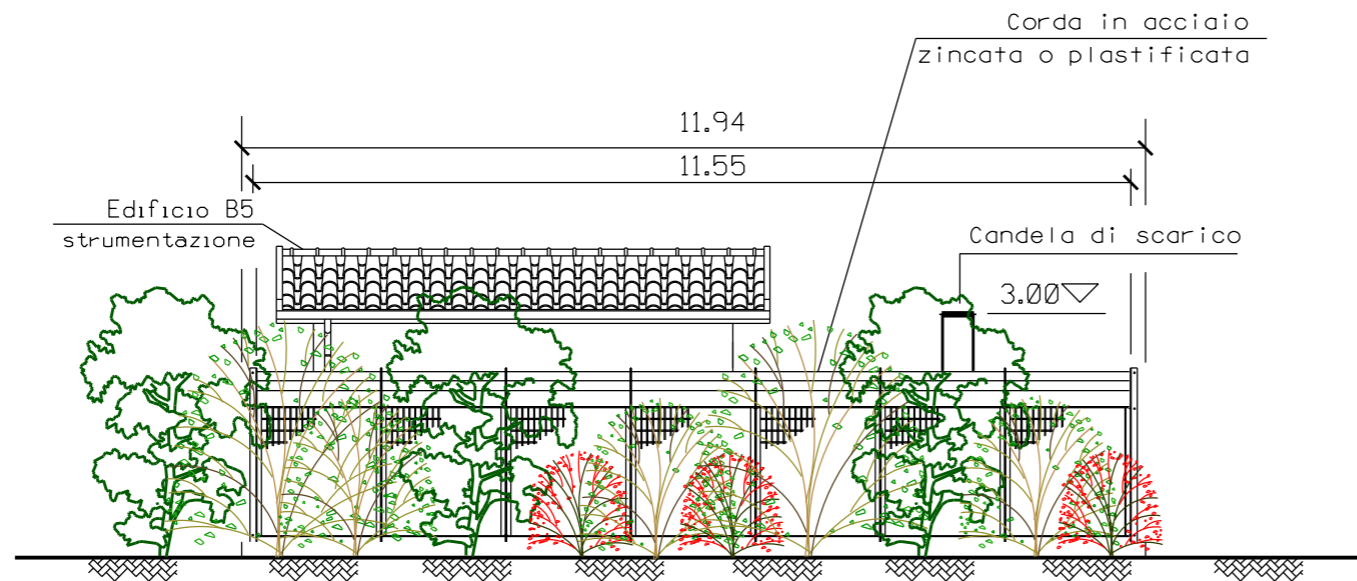 Corda in acciaio
zincata o plastificata
11.94
11.55
Edificio B5
strumentazione
Candela di scarico
3.00